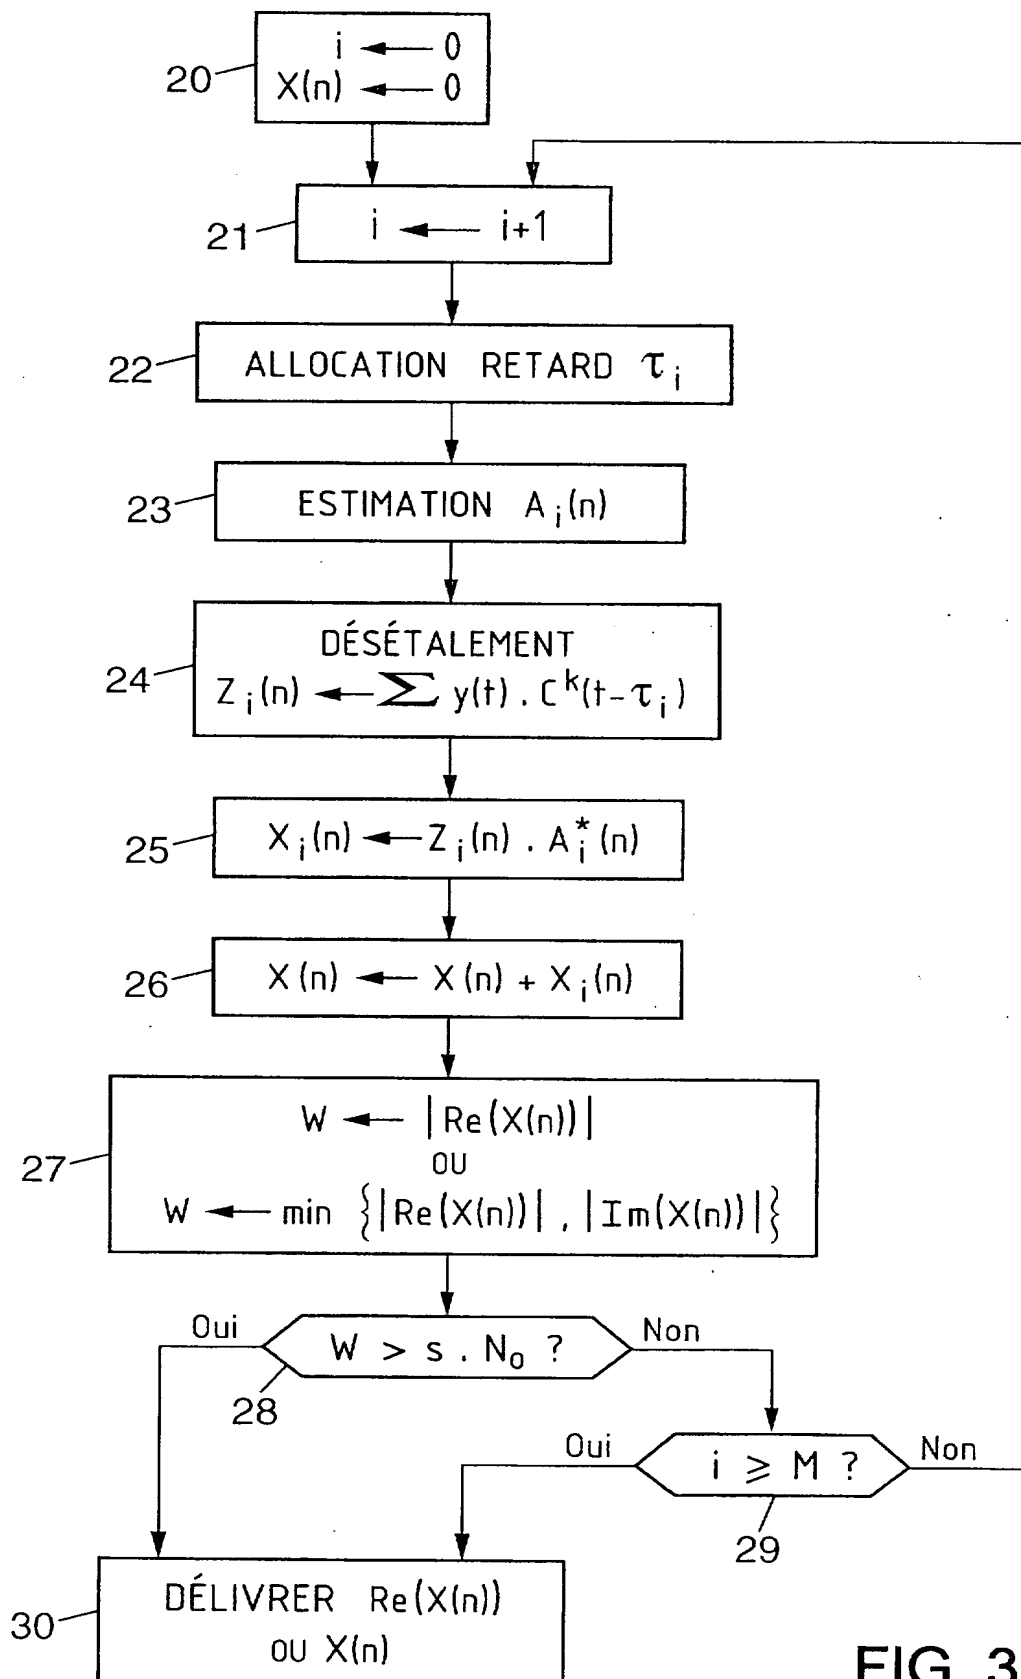 i ← 0
20
X(n) ← 0
i ← i+1
21
ALLOCATION RETARD τi
22
ESTIMATION Ai(n)
23
DÉSÉTALEMENT
24
Zi(n) ← ∑ y(t) . C^k(t-τi)
Xi(n) ← Zi(n) . Ai*(n)
25
X(n) ← X(n) + Xi(n)
26
W ← |Re(X(n))|
27
OU
W ← min {|Re(X(n))| , |Im(X(n))|}
Oui
W > s . N₀ ?
Non
28
Oui
i ⩾ M ?
Non
29
DÉLIVRER Re(X(n))
30
OU X(n)
FIG. 3